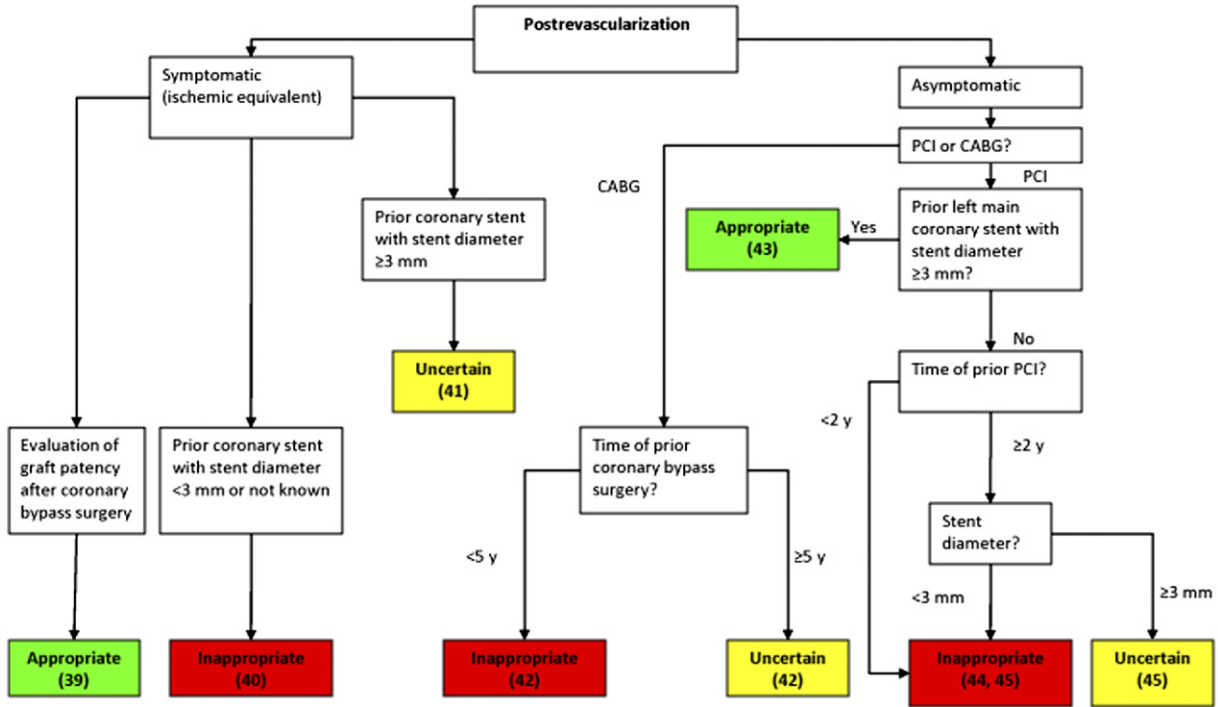 Postrevascularization
Symptomatic
(ischemic equivalent)
Asymptomatic
PCI or CABG?
CABG
PCI
Prior coronary stent
with stent diameter
≥3 mm
Appropriate
(43)
Yes
Prior left main
coronary stent with
stent diameter
≥3 mm?
No
Uncertain
(41)
Time of prior PCI?
<2 y
≥2 y
Evaluation of
graft patency
after coronary
bypass surgery
Prior coronary stent
with stent diameter
<3 mm or not known
Time of prior
coronary bypass
surgery?
Stent
diameter?
<5 y
≥5 y
<3 mm
≥3 mm
Appropriate
(39)
Inappropriate
(40)
Inappropriate
(42)
Uncertain
(42)
Inappropriate
(44, 45)
Uncertain
(45)